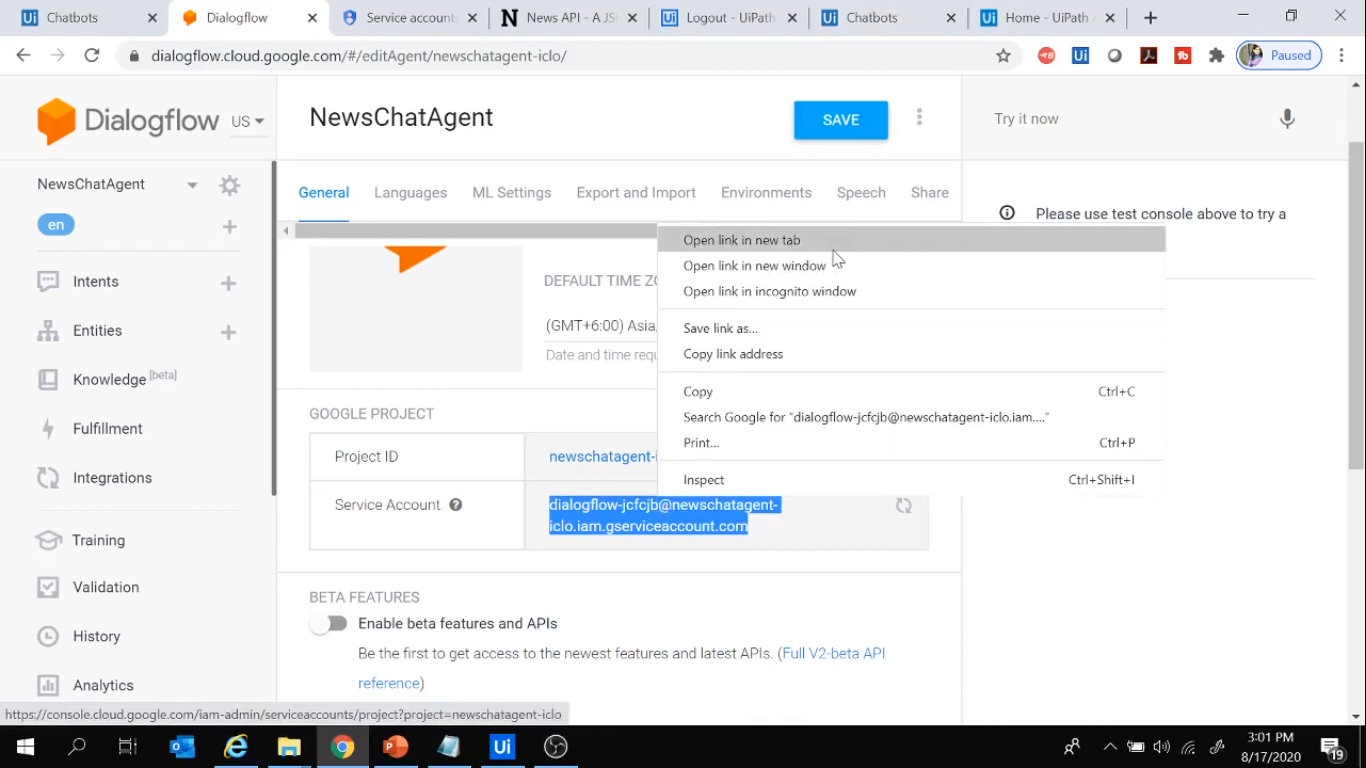 Chatbots
Dialogflow
Service account
News API - A JS
Logout - UiPath
Chatbots
Home - UiPath
dialogflow.cloud.google.com/#/editAgent/newschatagent-iclo/
Ui
Paused
Dialogflow
US
NewsChatAgent
SAVE
Try it now
NewsChatAgent
en
General
Languages
ML Settings
Export and Import
Environments
Speech
Share
Please use test console above to try a
Intents
Entities
Knowledge [beta]
Fulfillment
Integrations
Training
Validation
History
Analytics
DEFAULT TIME ZO
(GMT+6:00) Asia
Date and time requ
Open link in new tab
Open link in new window
Open link in incognito window
Save link as...
Copy link address
Copy Ctrl+C
Search Google for "dialogflow-jcfcjb@newschatagent-iclo.iam...."
Print... Ctrl+P
Inspect Ctrl+Shift+I
GOOGLE PROJECT
Project ID
newschatagent-i
Service Account
dialogflow-jcfcjb@newschatagent-
iclo.iam.gserviceaccount.com
BETA FEATURES
Enable beta features and APIs
Be the first to get access to the newest features and latest APIs. (Full V2-beta API
reference)
https://console.cloud.google.com/iam-admin/serviceaccounts/project?project=newschatagent-iclo
Ui
3:01 PM
8/17/2020
19